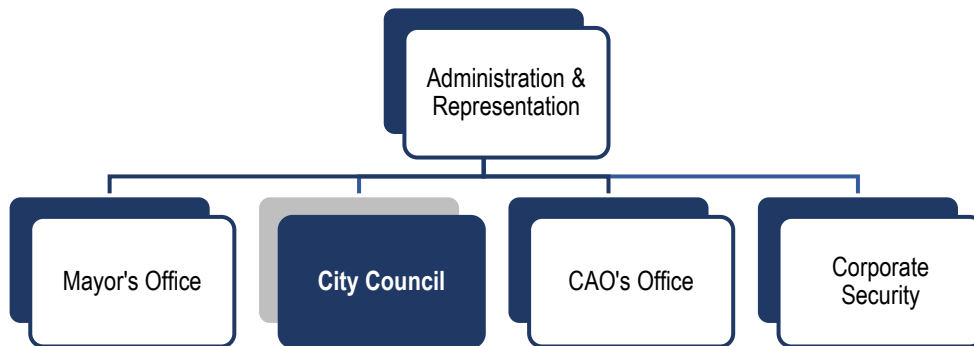 Administration &
Representation
Mayor's Office
City Council
CAO's Office
Corporate
Security